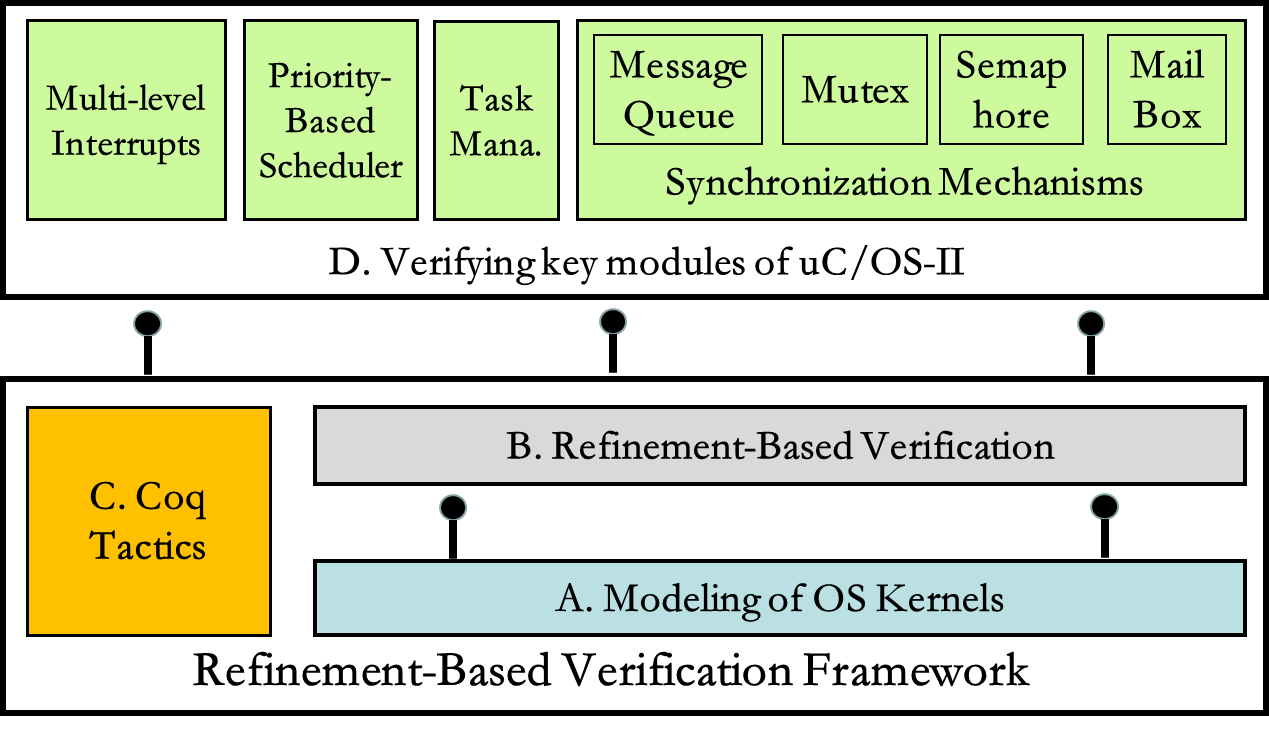 Multi-level
Interrupts
Priority-
Based
Scheduler
Task
Mana.
Message
Queue
Mutex
Semap
hore
Mail
Box
Synchronization Mechanisms
D. Verifying key modules of uC/OS-II
C. Coq
Tactics
B. Refinement-Based Verification
A. Modeling of OS Kernels
Refinement-Based Verification Framework